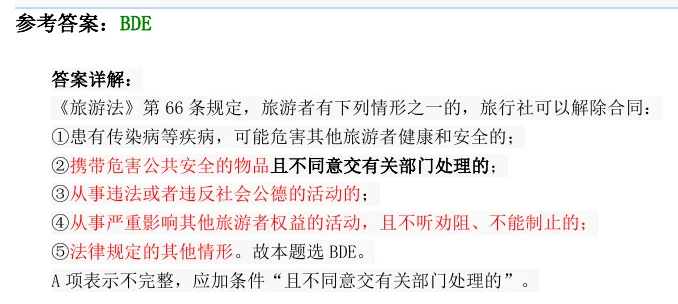 参考答案：BDE
答案详解：
《旅游法》第 66 条规定，旅游者有下列情形之一的，旅行社可以解除合同：
①患有传染病等疾病，可能危害其他旅游者健康和安全的；
②携带危害公共安全的物品且不同意交有关部门处理的；
③从事违法或者违反社会公德的活动的；
④从事严重影响其他旅游者权益的活动，且不听劝阻、不能制止的；
⑤法律规定的其他情形。故本题选 BDE。
A 项表示不完整，应加条件“且不同意交有关部门处理的”。